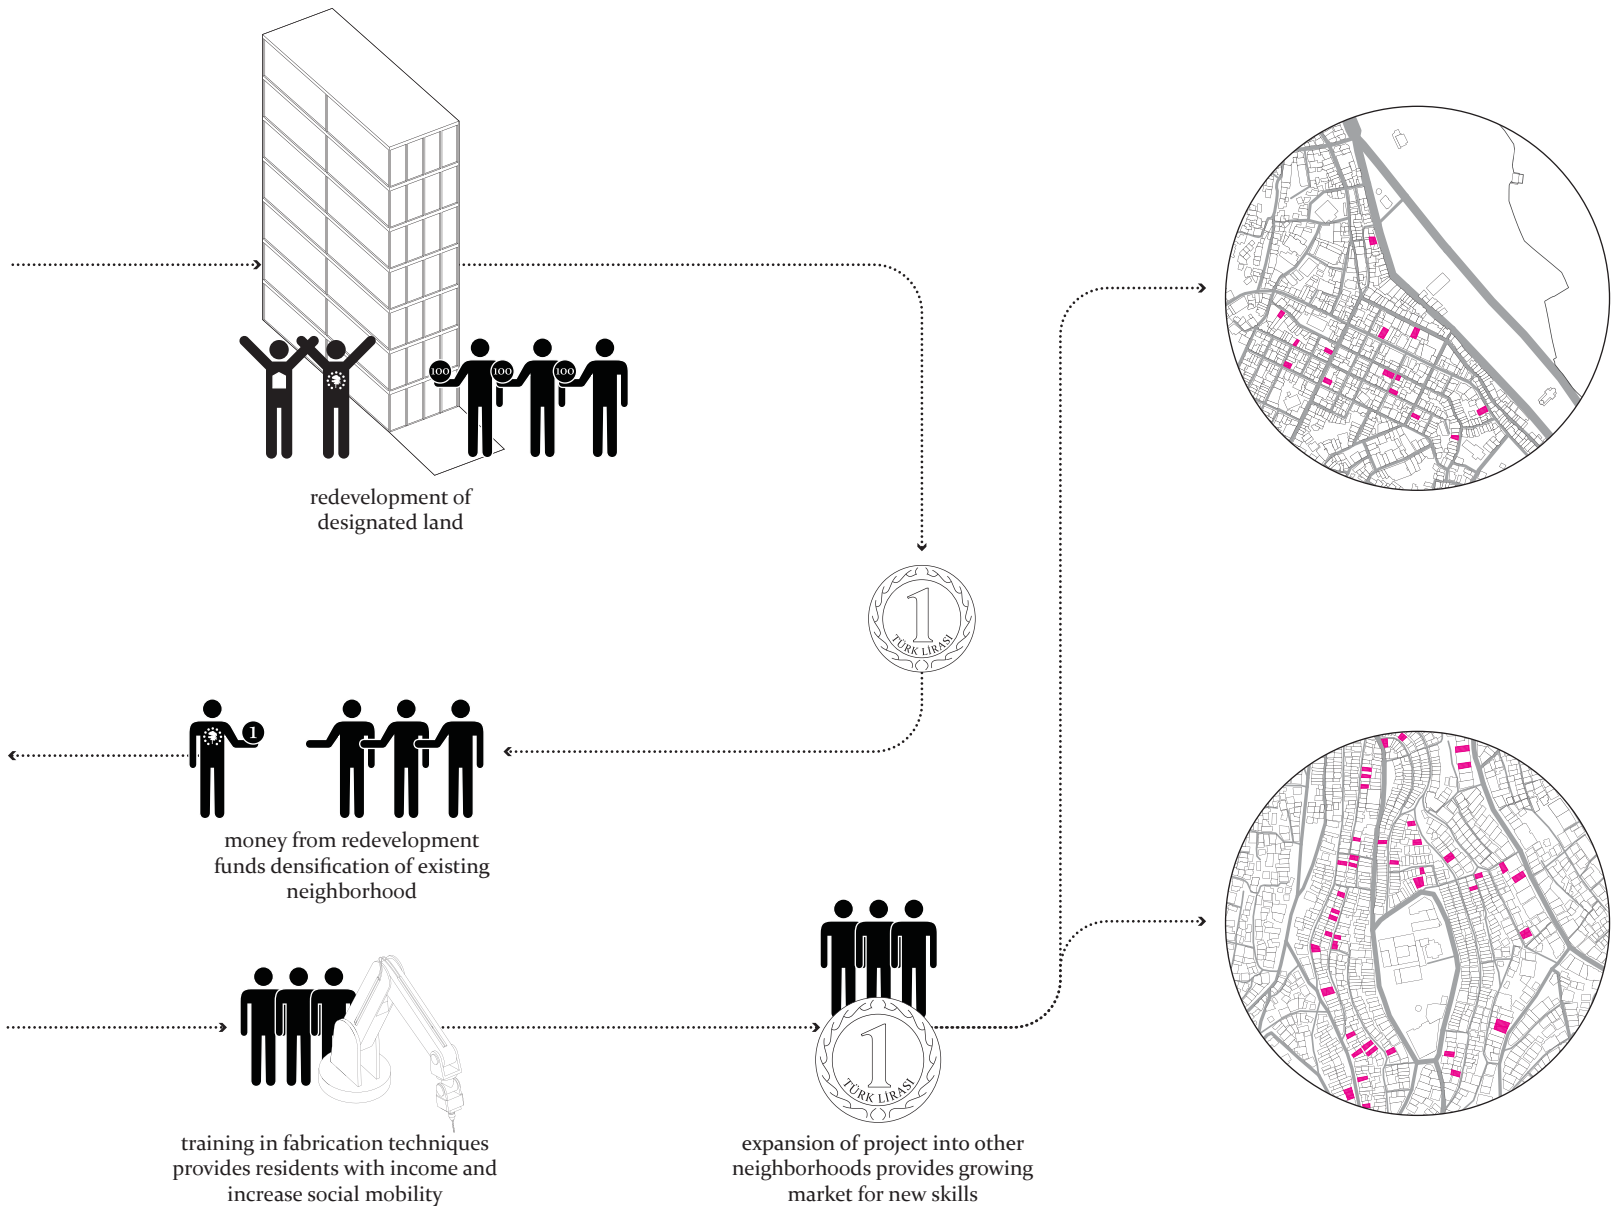 100
100
100
redevelopment of
designated land
1
TÜRK LİRASI
1
money from redevelopment
funds densification of existing
neighborhood
1
TÜRK LİRASI
training in fabrication techniques
provides residents with income and
increase social mobility
expansion of project into other
neighborhoods provides growing
market for new skills